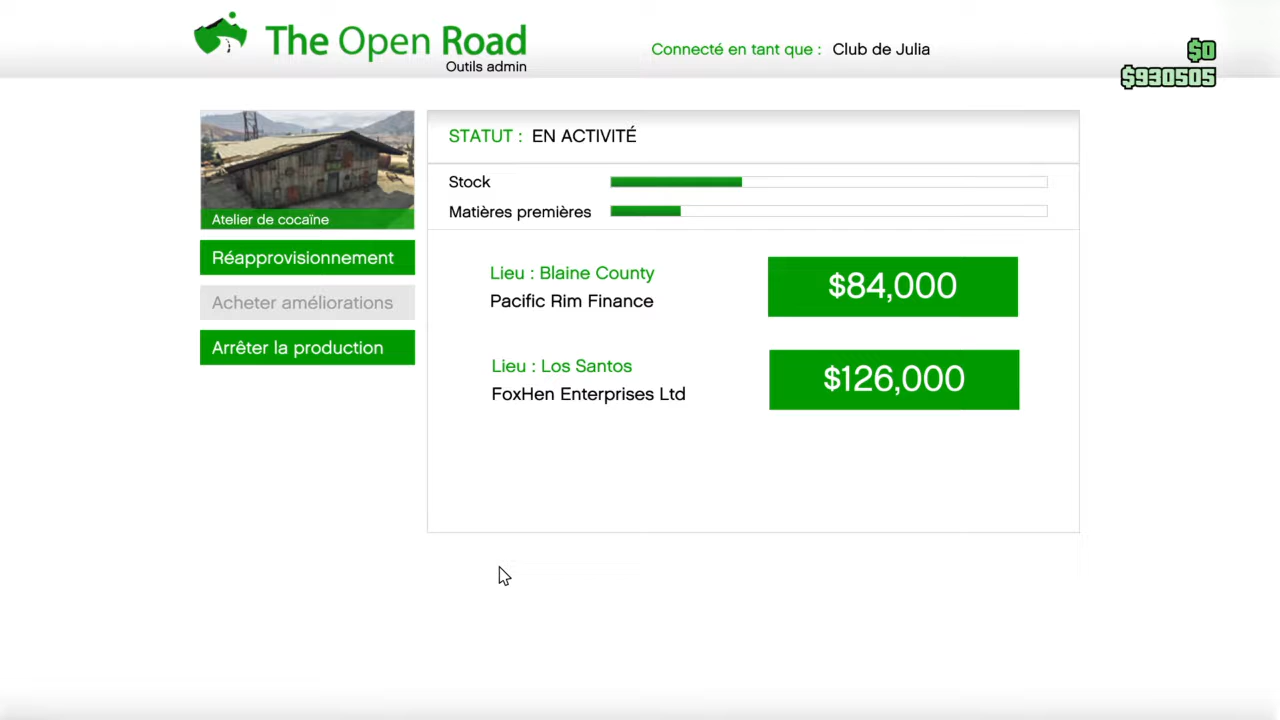 The Open Road
Outils admin
Connecté en tant que : Club de Julia
$0
$930505
Atelier de cocaïne
Réapprovisionnement
Acheter améliorations
Arrêter la production
STATUT : EN ACTIVITÉ
Stock
Matières premières
Lieu : Blaine County
Pacific Rim Finance
$84,000
Lieu : Los Santos
FoxHen Enterprises Ltd
$126,000